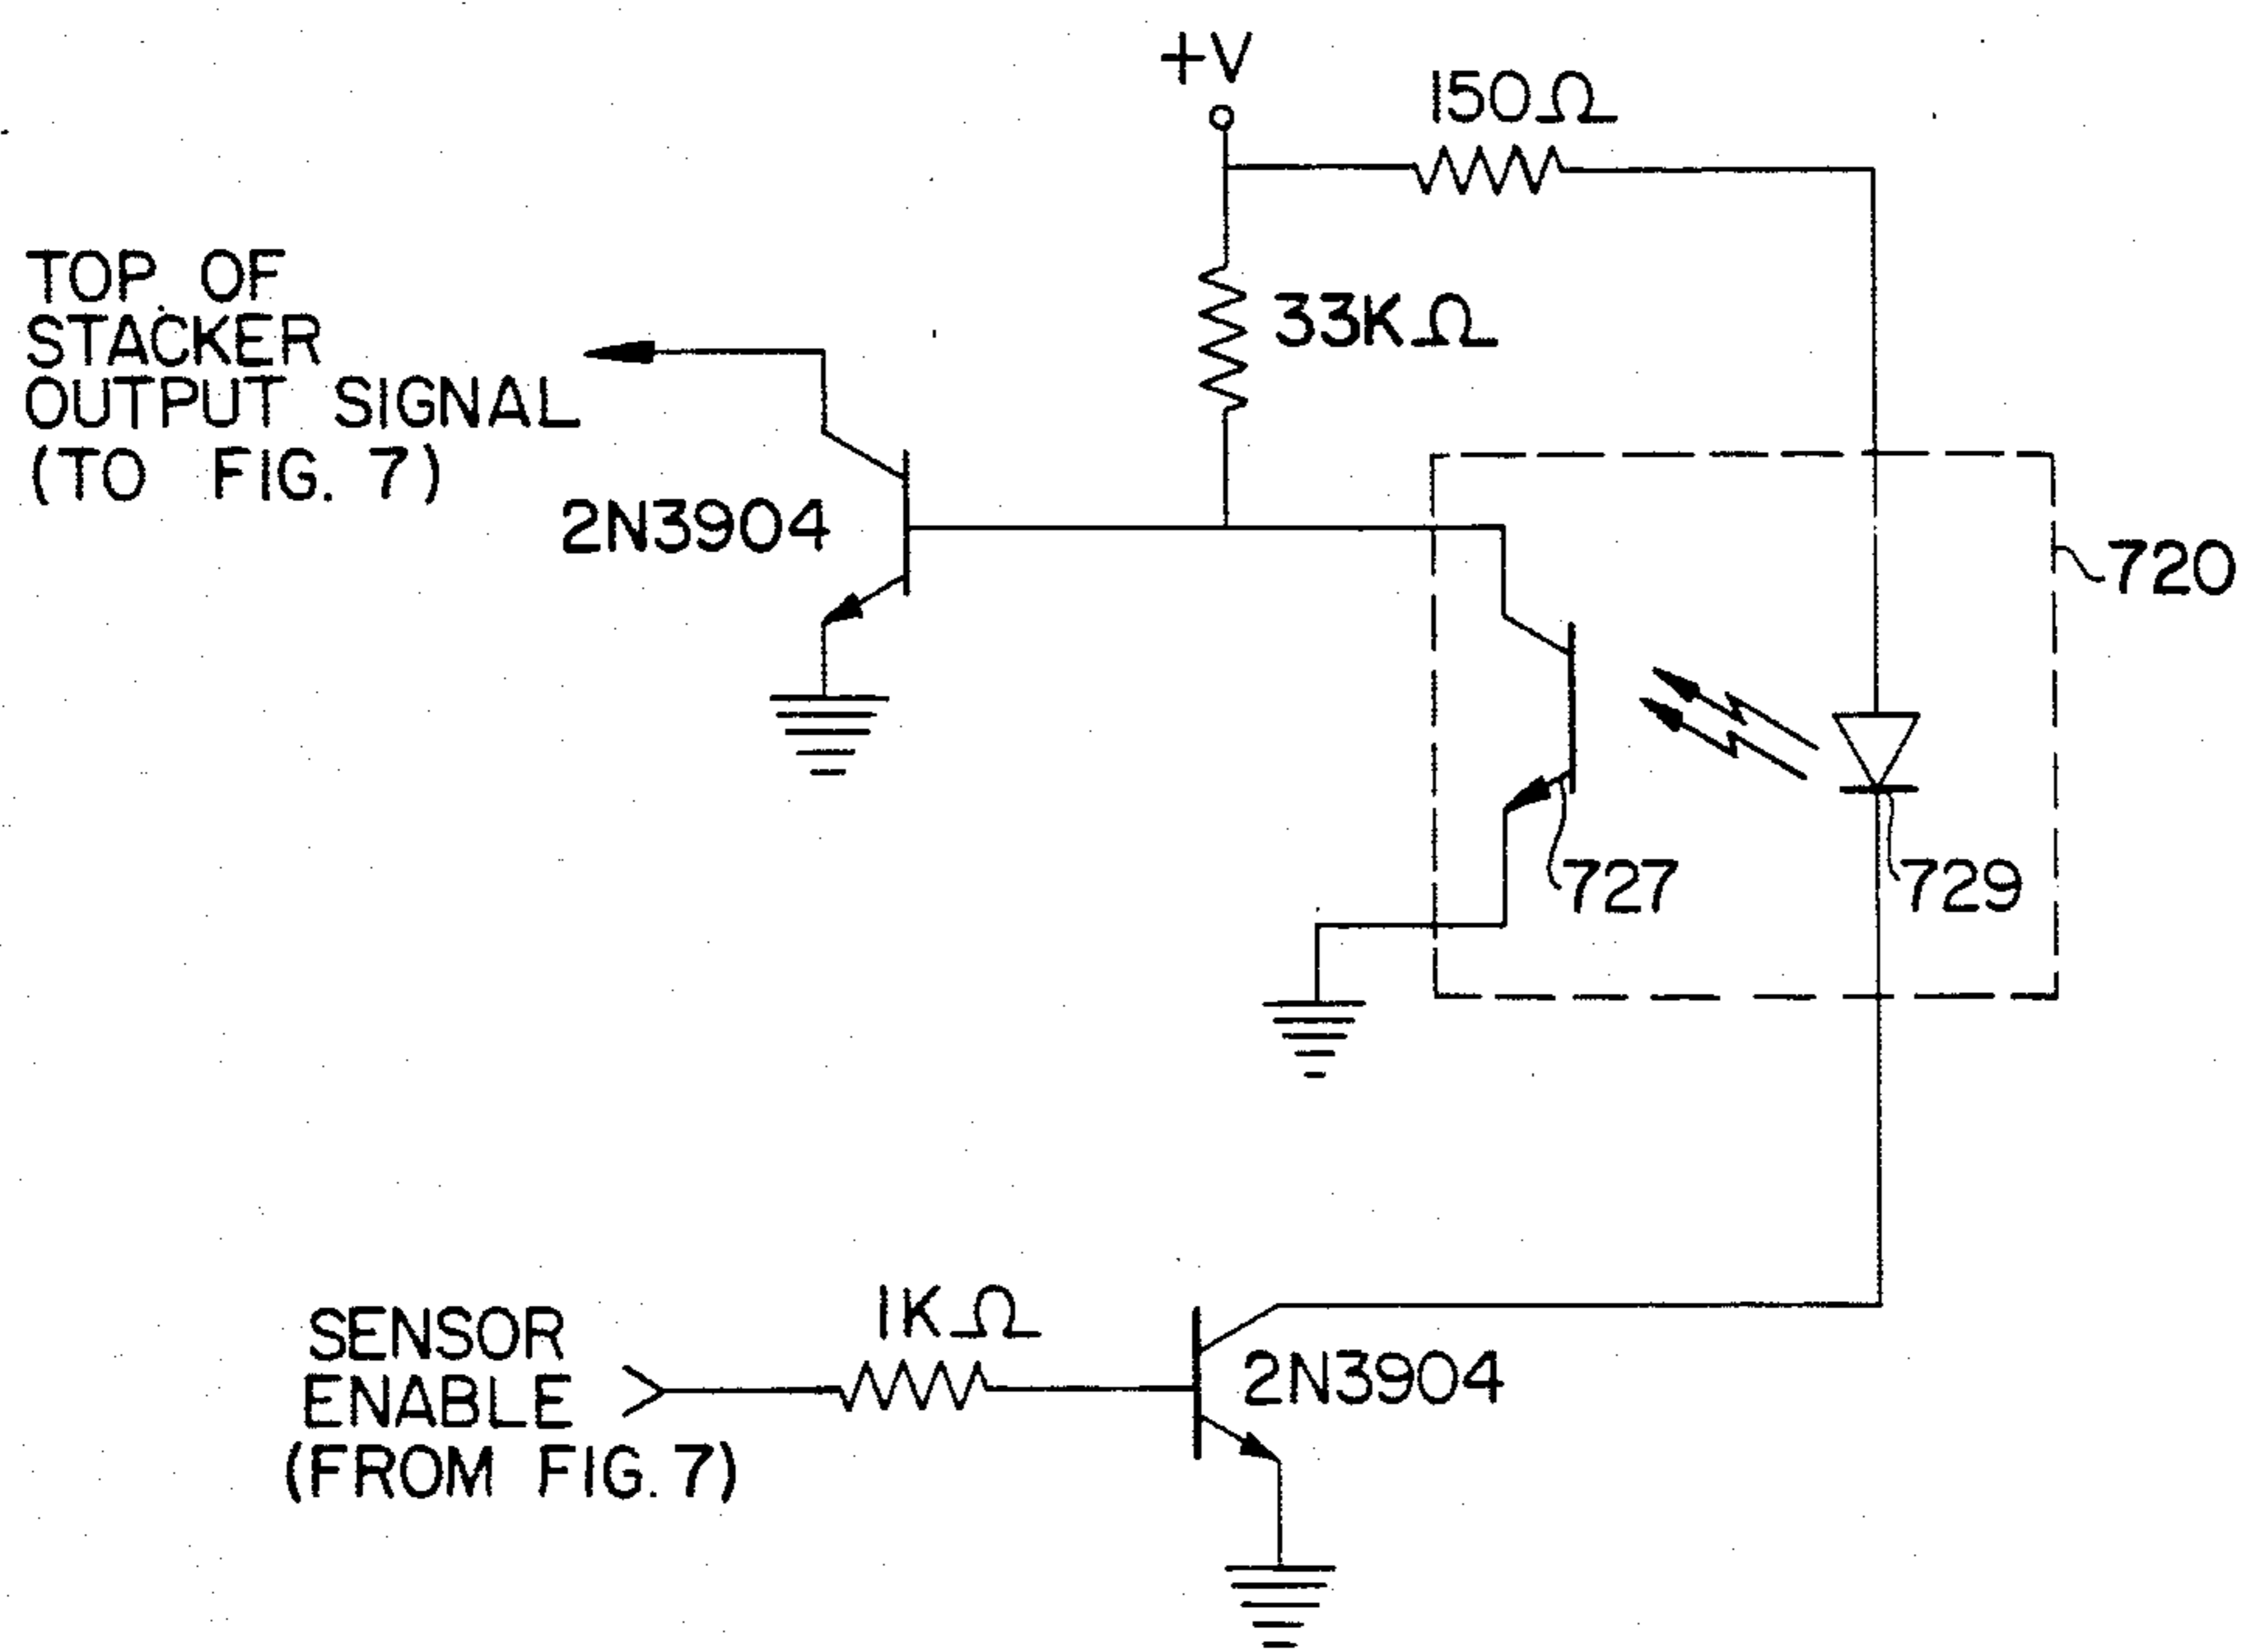 +V
150Ω
TOP OF
STACKER
OUTPUT SIGNAL
(TO FIG. 7)
33KΩ
2N3904
720
727
729
1KΩ
SENSOR
ENABLE
(FROM FIG. 7)
2N3904